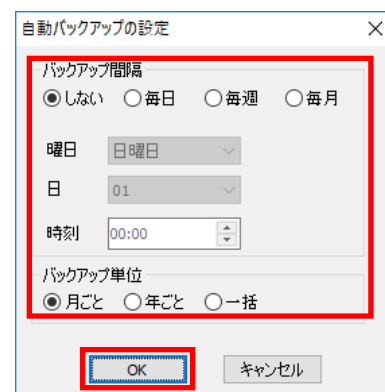 自動バックアップの設定
バックアップ間隔
しない 毎日 毎週 毎月
曜日 日曜日
日 01
時刻 00:00
バックアップ単位
月ごと 年ごと 一括
OK キャンセル